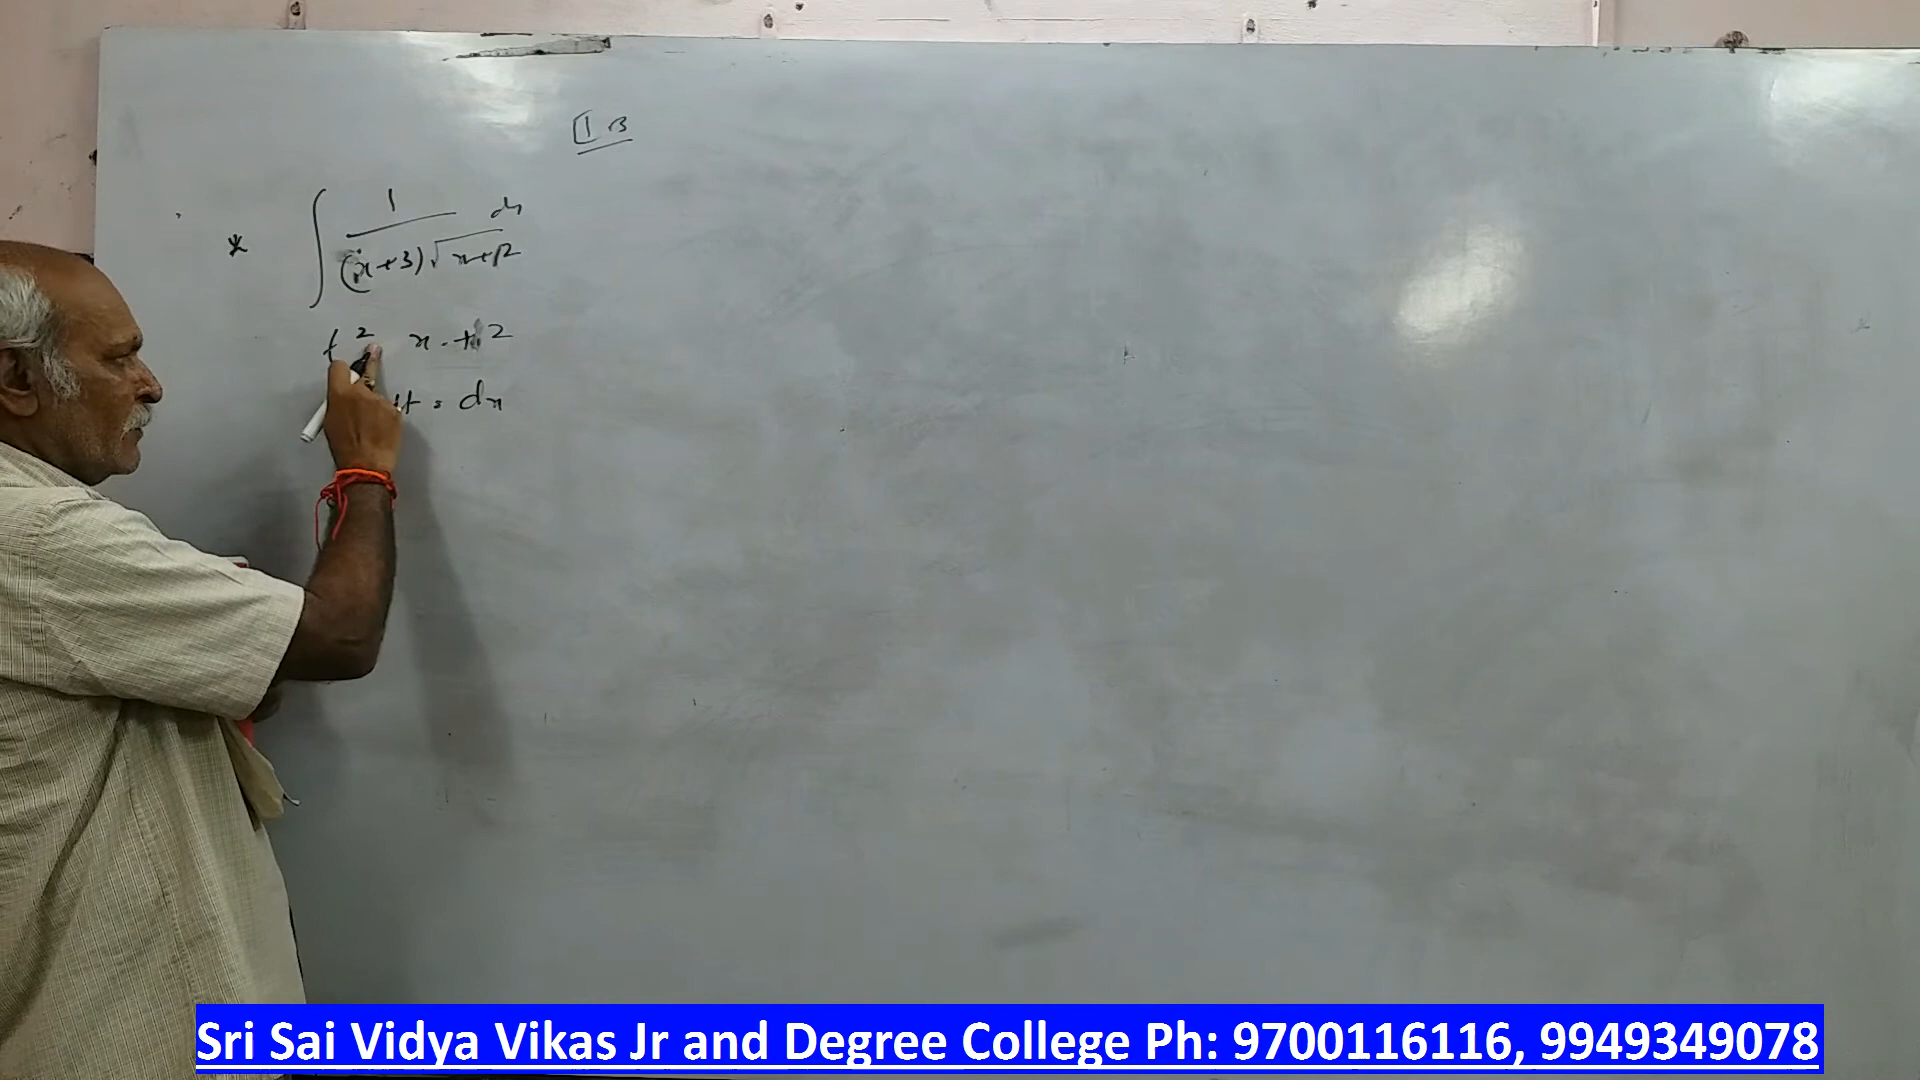 II B
* ∫ 1/((x+3)√(x+2)) dx
t² x + 2
dt = dx
Sri Sai Vidya Vikas Jr and Degree College Ph: 9700116116, 9949349078